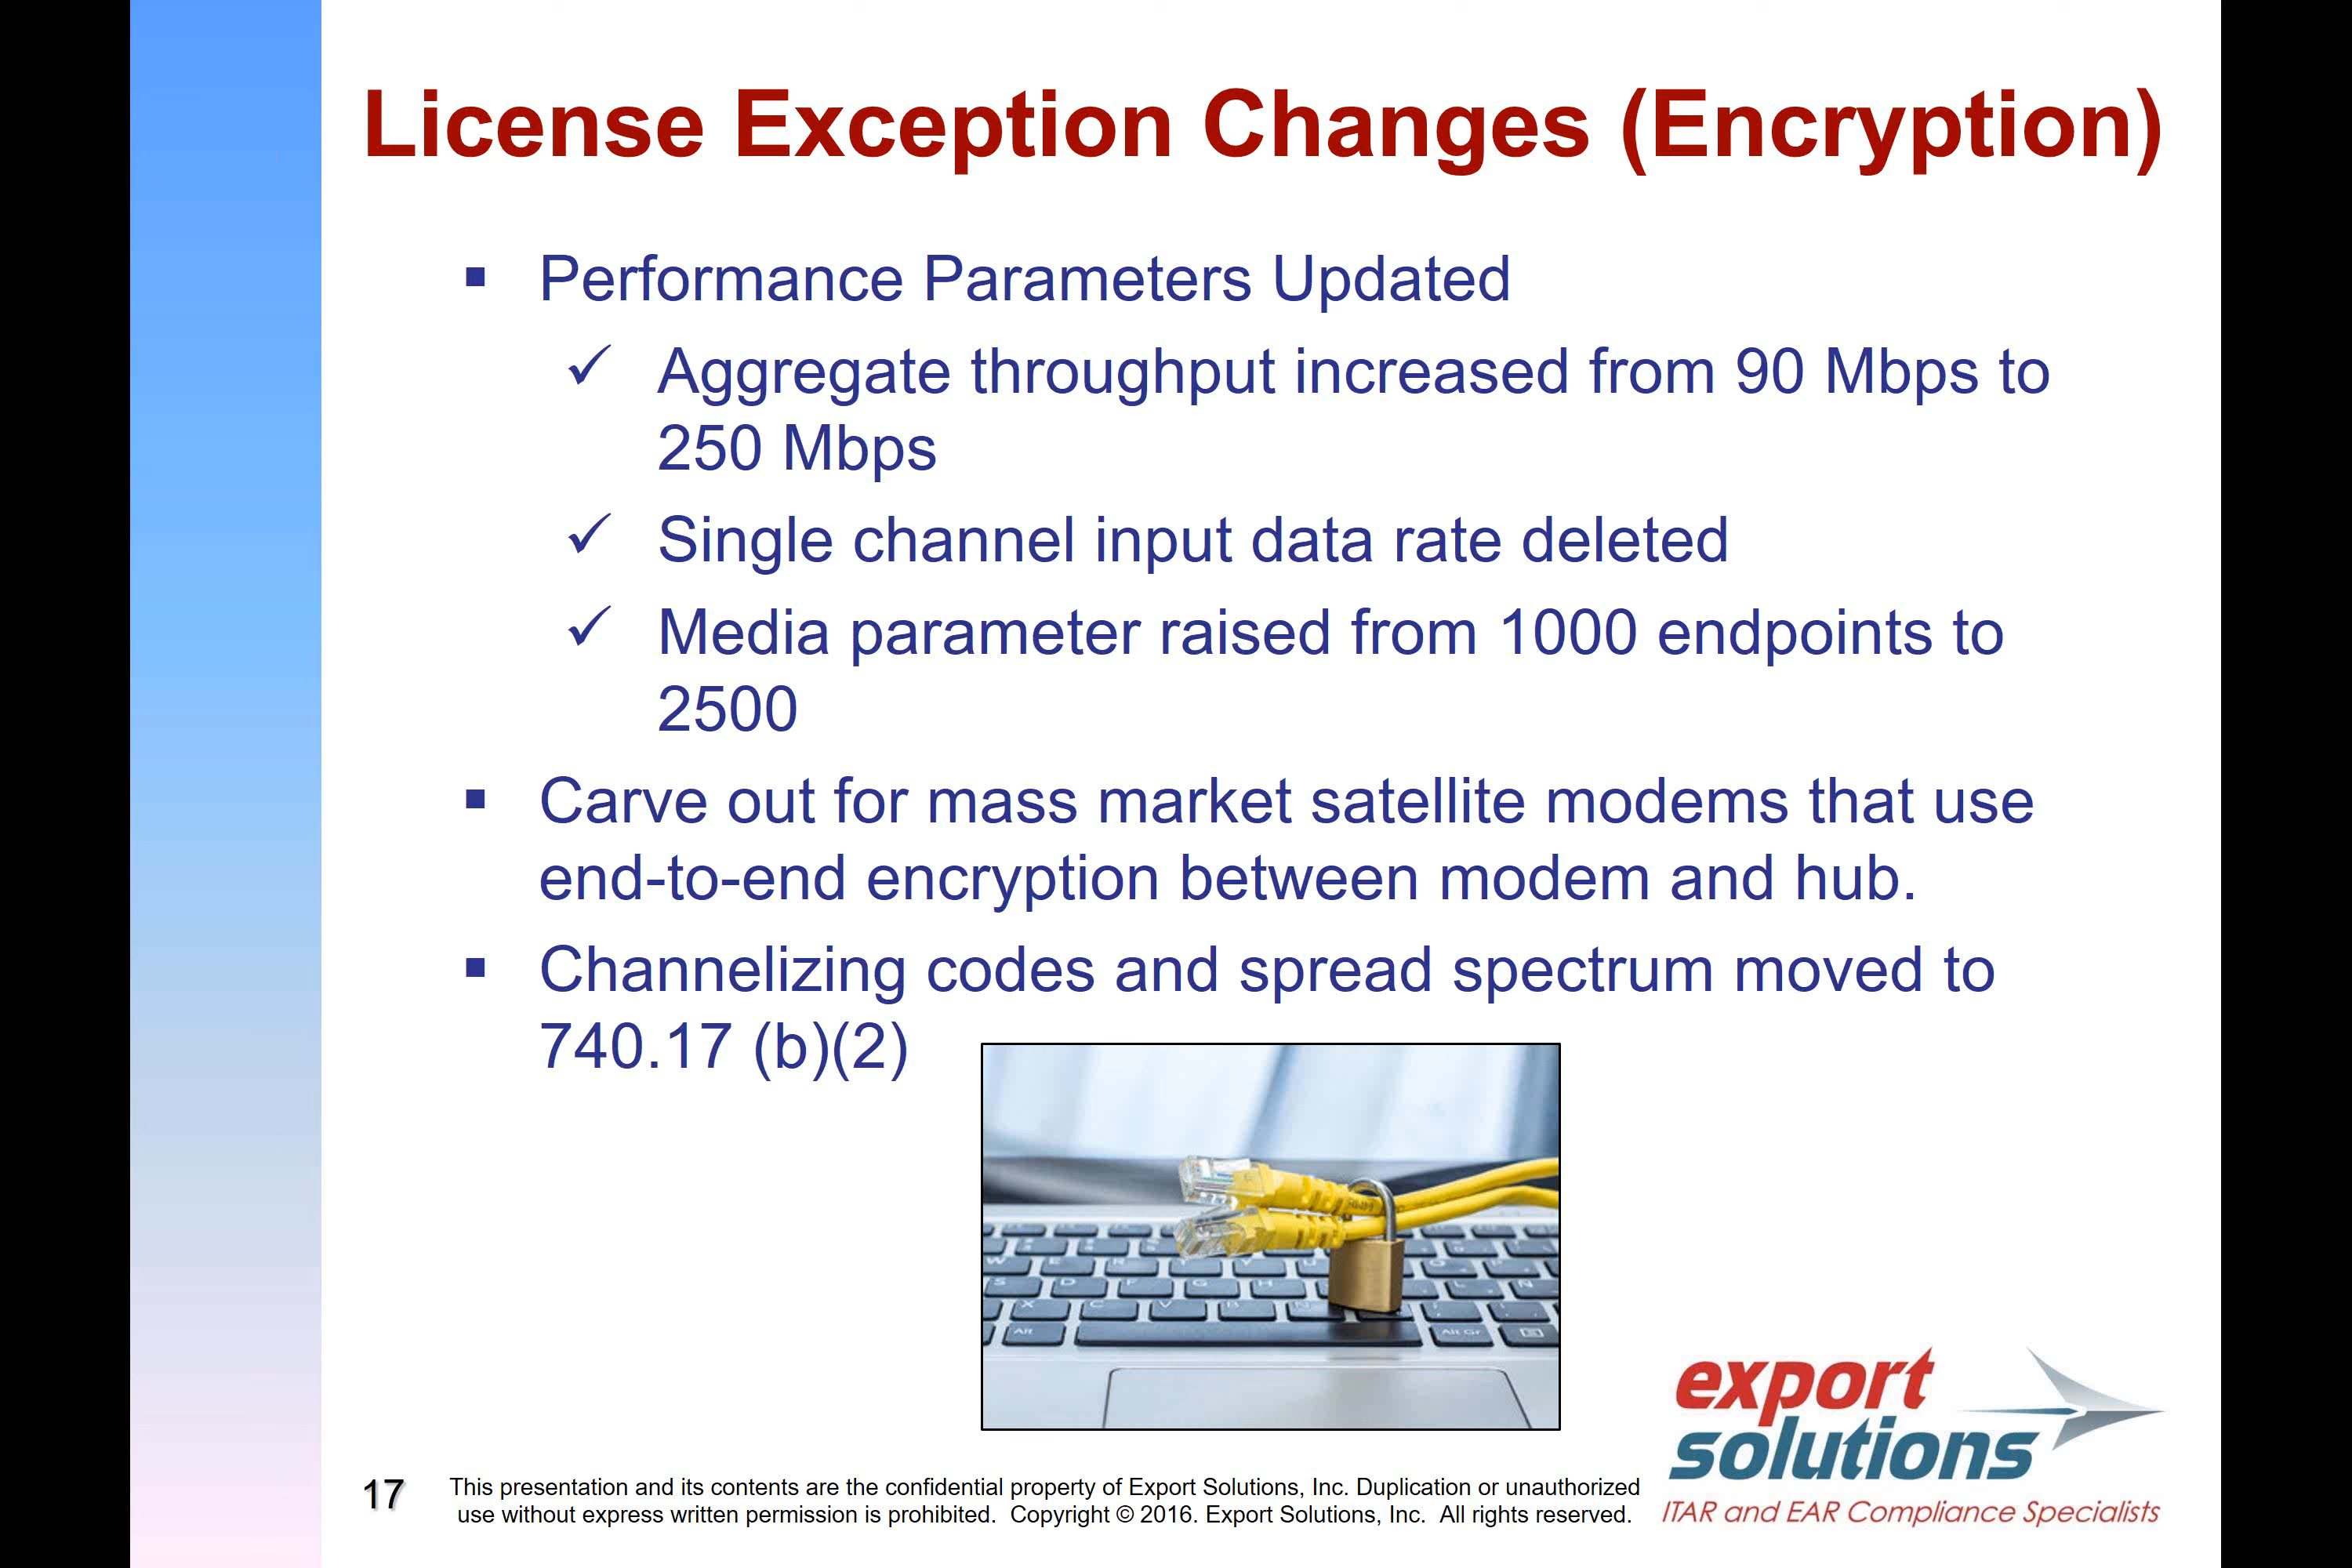 License Exception Changes (Encryption)
Performance Parameters Updated
Aggregate throughput increased from 90 Mbps to
250 Mbps
Single channel input data rate deleted
Media parameter raised from 1000 endpoints to
2500
Carve out for mass market satellite modems that use
end-to-end encryption between modem and hub.
Channelizing codes and spread spectrum moved to
740.17 (b)(2)
export
solutions
ITAR and EAR Compliance Specialists
17
This presentation and its contents are the confidential property of Export Solutions, Inc. Duplication or unauthorized
use without express written permission is prohibited. Copyright © 2016. Export Solutions, Inc. All rights reserved.